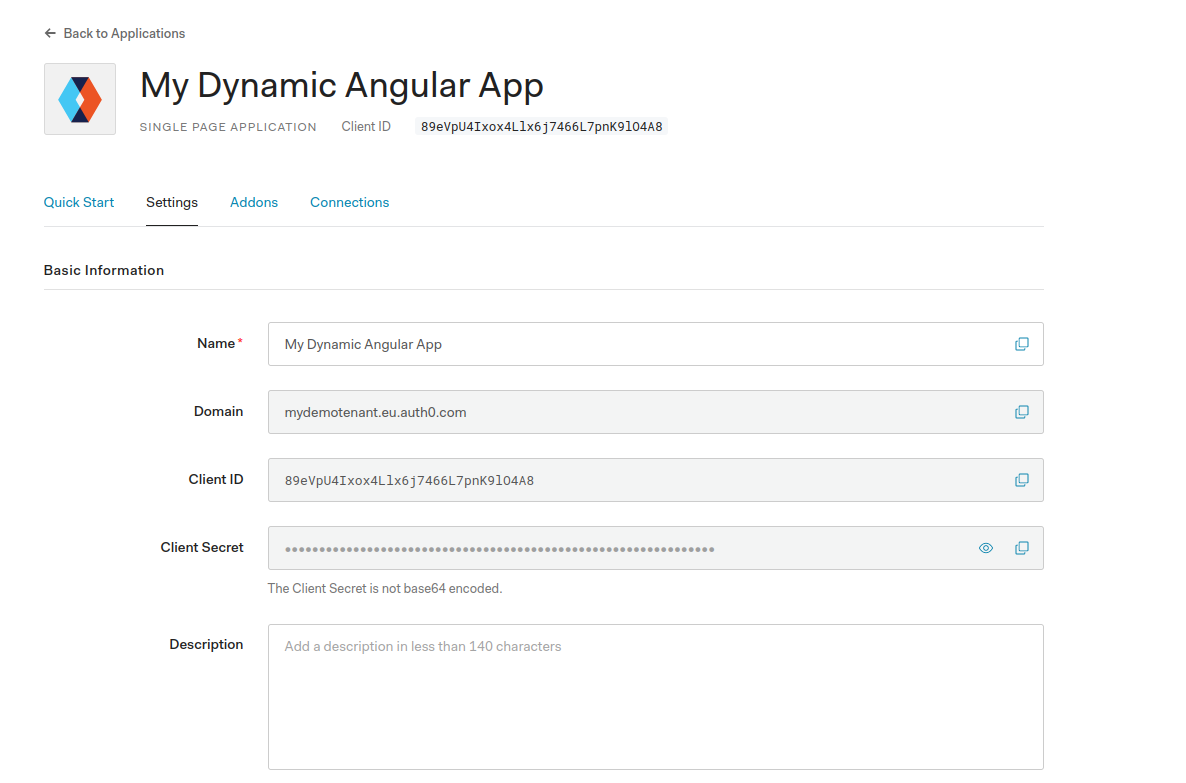 ← Back to Applications
My Dynamic Angular App
SINGLE PAGE APPLICATION Client ID 89eVpU4Ixox4Llx6j7466L7pnK9lO4A8
Quick Start Settings Addons Connections
Basic Information
Name* My Dynamic Angular App
Domain mydemotenant.eu.auth0.com
Client ID 89eVpU4Ixox4Llx6j7466L7pnK9lO4A8
Client Secret
The Client Secret is not base64 encoded.
Description Add a description in less than 140 characters